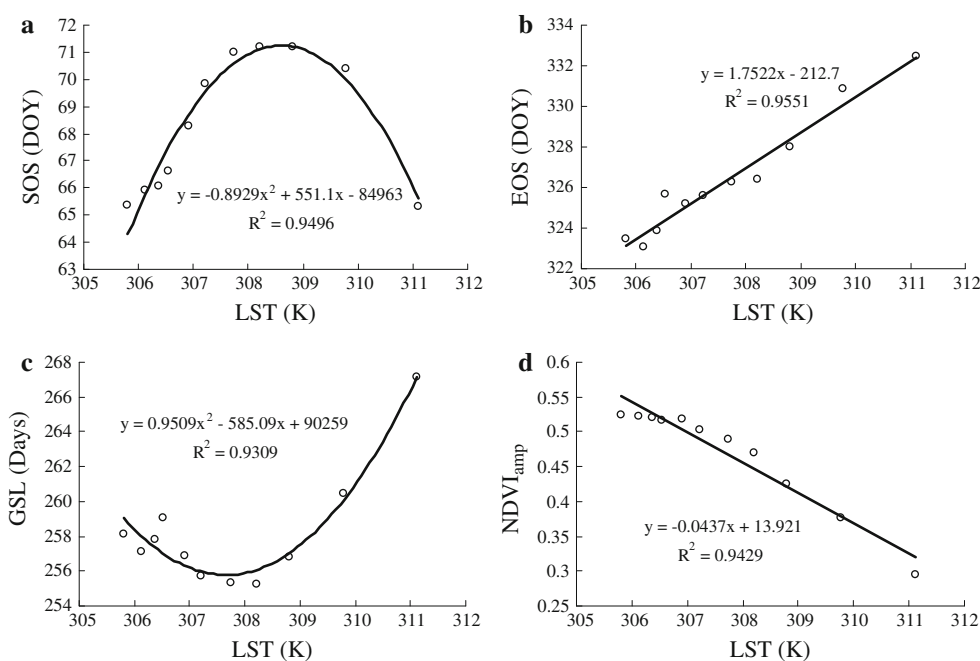 a
72
71
70
69
68
67
66
65
64
63
SOS (DOY)
y = -0.8929x² + 551.1x - 84963
R² = 0.9496
305 306 307 308 309 310 311 312
LST (K)
b
334
332
330
328
326
324
322
EOS (DOY)
y = 1.7522x - 212.7
R² = 0.9551
305 306 307 308 309 310 311 312
LST (K)
c
268
266
264
262
260
258
256
254
GSL (Days)
y = 0.9509x² - 585.09x + 90259
R² = 0.9309
305 306 307 308 309 310 311 312
LST (K)
d
0.6
0.55
0.5
0.45
0.4
0.35
0.3
0.25
NDVI_amp
y = -0.0437x + 13.921
R² = 0.9429
305 306 307 308 309 310 311 312
LST (K)